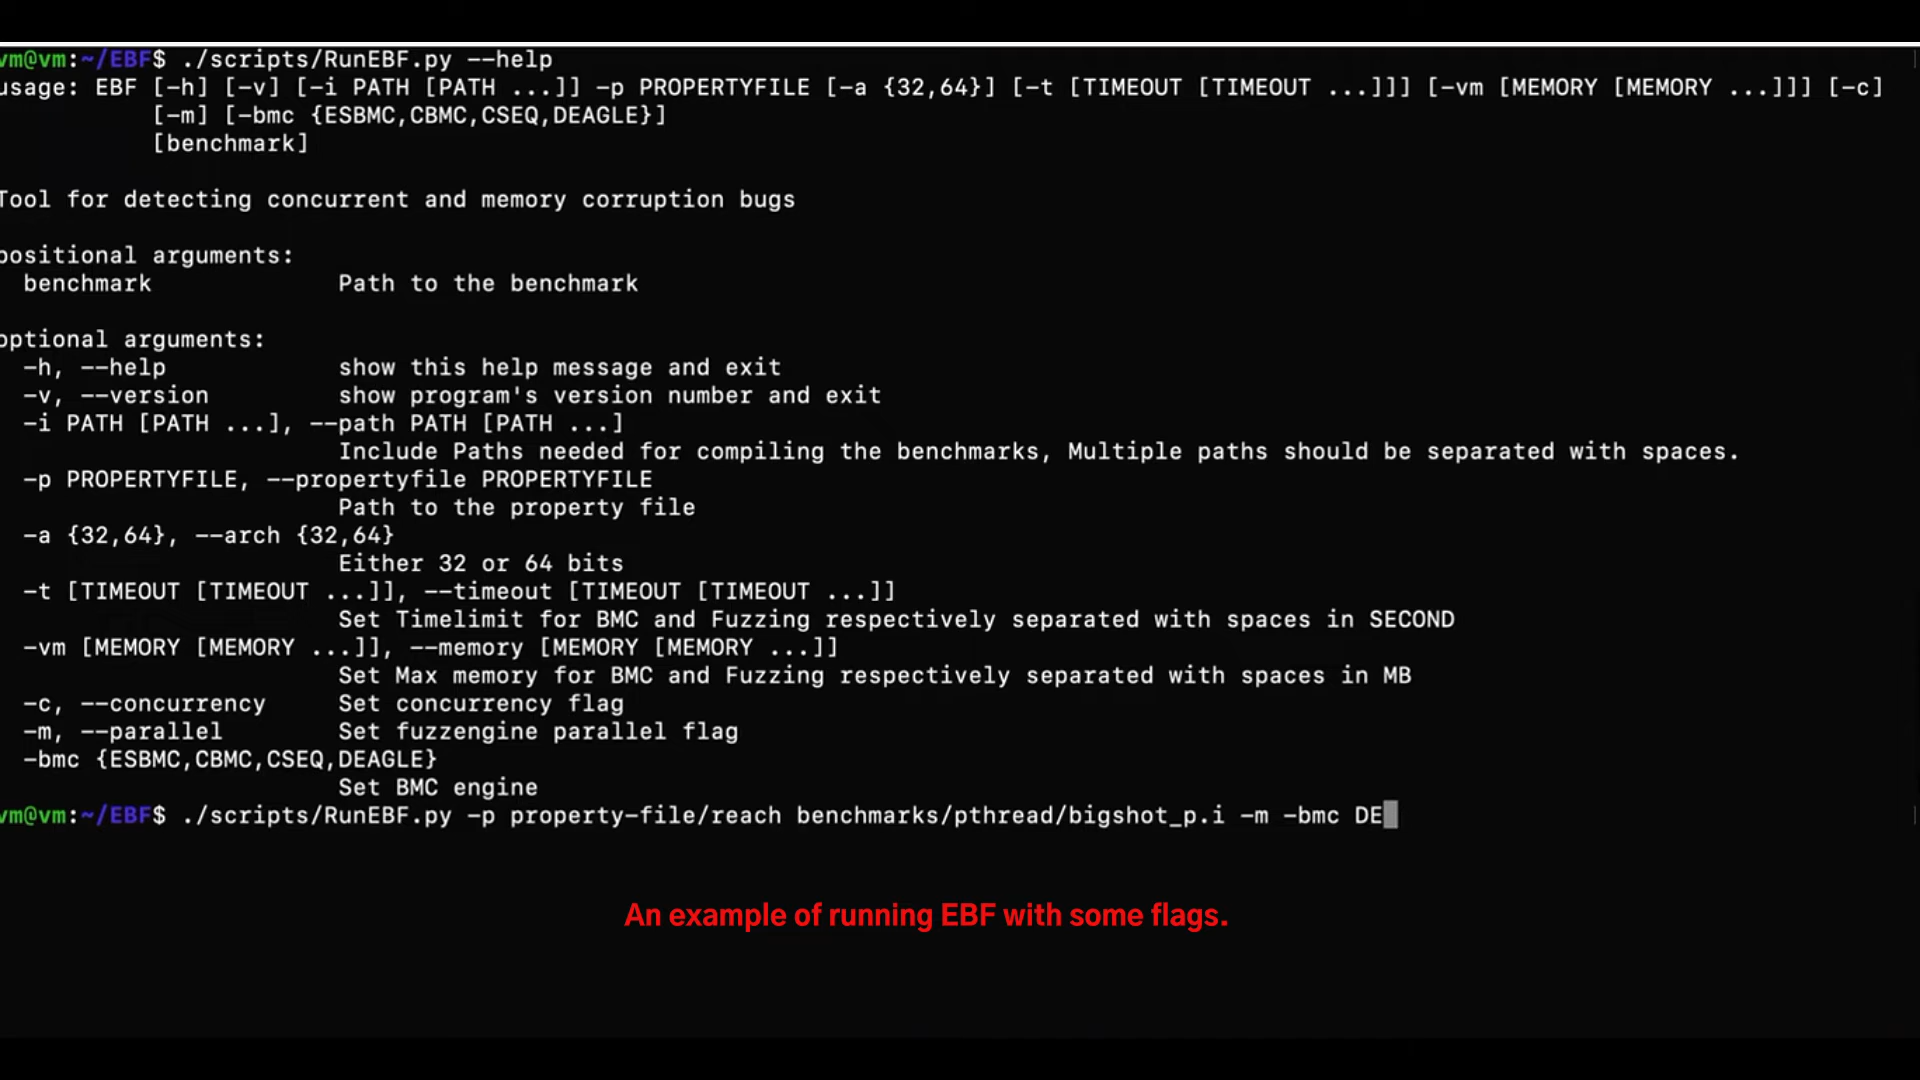 vm@vm:~/EBF$ ./scripts/RunEBF.py --help
usage: EBF [-h] [-v] [-i PATH [PATH ...]] -p PROPERTYFILE [-a {32,64}] [-t [TIMEOUT [TIMEOUT ...]]] [-vm [MEMORY [MEMORY ...]]] [-c]
[-m] [-bmc {ESBMC,CBMC,CSEQ,DEAGLE}]
[benchmark]
Tool for detecting concurrent and memory corruption bugs
positional arguments:
benchmark Path to the benchmark
optional arguments:
-h, --help show this help message and exit
-v, --version show program's version number and exit
-i PATH [PATH ...], --path PATH [PATH ...]
Include Paths needed for compiling the benchmarks, Multiple paths should be separated with spaces.
-p PROPERTYFILE, --propertyfile PROPERTYFILE
Path to the property file
-a {32,64}, --arch {32,64}
Either 32 or 64 bits
-t [TIMEOUT [TIMEOUT ...]], --timeout [TIMEOUT [TIMEOUT ...]]
Set Timelimit for BMC and Fuzzing respectively separated with spaces in SECOND
-vm [MEMORY [MEMORY ...]], --memory [MEMORY [MEMORY ...]]
Set Max memory for BMC and Fuzzing respectively separated with spaces in MB
-c, --concurrency Set concurrency flag
-m, --parallel Set fuzzengine parallel flag
-bmc {ESBMC,CBMC,CSEQ,DEAGLE}
Set BMC engine
vm@vm:~/EBF$ ./scripts/RunEBF.py -p property-file/reach benchmarks/pthread/bigshot_p.i -m -bmc DE
An example of running EBF with some flags.